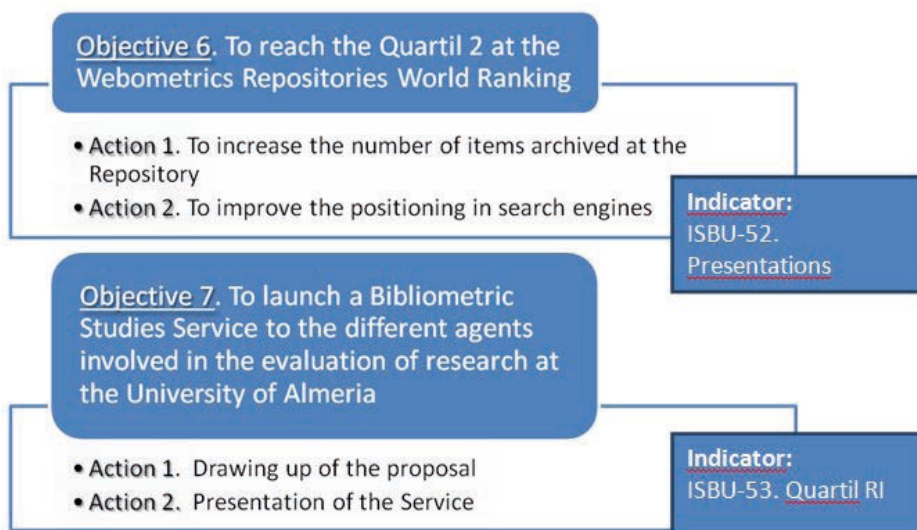 Objective 6. To reach the Quartil 2 at the
Webometrics Repositories World Ranking
• Action 1. To increase the number of items archived at the
Repository
• Action 2. To improve the positioning in search engines
Indicator:
ISBU-52.
Presentations
Objective 7. To launch a Bibliometric
Studies Service to the different agents
involved in the evaluation of research at
the University of Almeria
• Action 1. Drawing up of the proposal
• Action 2. Presentation of the Service
Indicator:
ISBU-53. Quartil RI